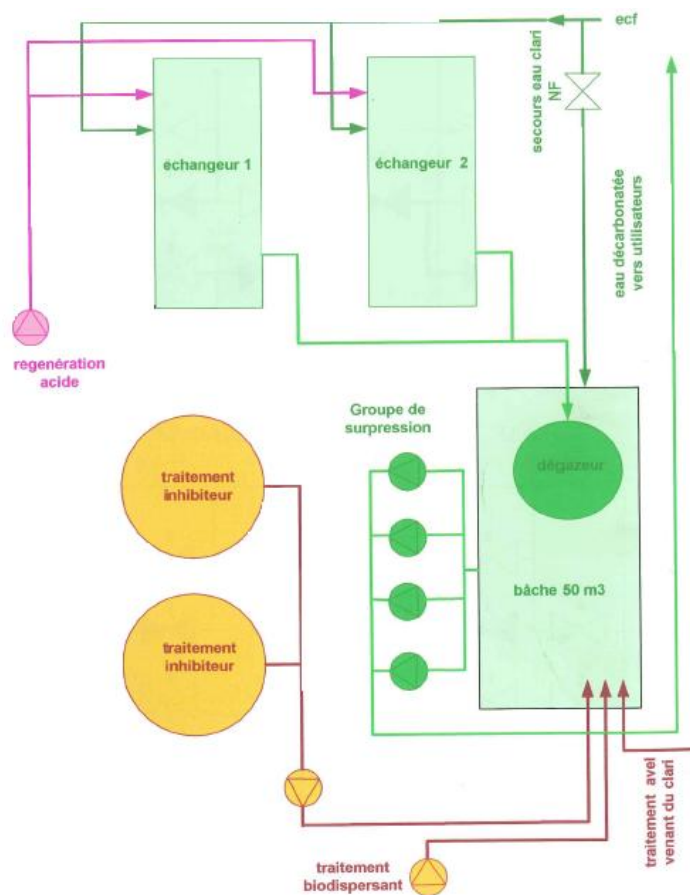 ecf
secours eau clari
NF
échangeur 1
échangeur 2
eau décarbonatée
vers utilisateurs
regenération
acide
Groupe de
surpression
dégazeur
traitement
inhibiteur
bâche 50 m3
traitement
inhibiteur
traitement avel
venant du clari
traitement
biodispersant